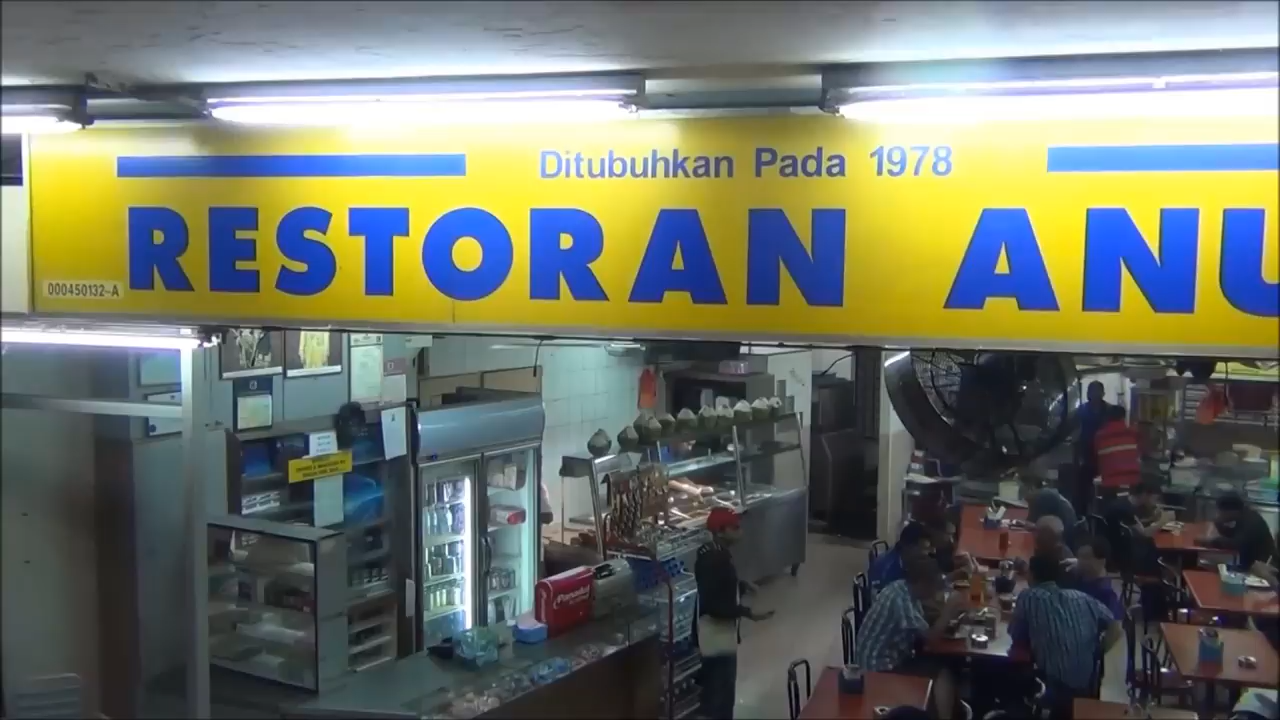 Ditubuhkan Pada 1978
RESTORAN ANU
000450132-A
Panadol